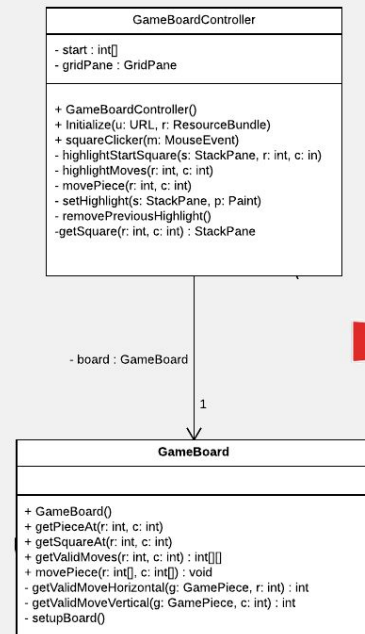 GameBoardController
- start : int[]
- gridPane : GridPane
+ GameBoardController()
+ Initialize(u: URL, r: ResourceBundle)
+ squareClicker(m: MouseEvent)
- highlightStartSquare(s: StackPane, r: int, c: in)
- highlightMoves(r: int, c: int)
- movePiece(r: int, c: int)
- setHighlight(s: StackPane, p: Paint)
- removePreviousHighlight()
-getSquare(r: int, c: int) : StackPane
- board : GameBoard
1
GameBoard
+ GameBoard()
+ getPieceAt(r: int, c: int)
+ getSquareAt(r: int, c: int)
+ getValidMoves(r: int, c: int) : int[][]
+ movePiece(r: int[], c: int[]) : void
- getValidMoveHorizontal(g: GamePiece, r: int) : int
- getValidMoveVertical(g: GamePiece, c: int) : int
- setupBoard()